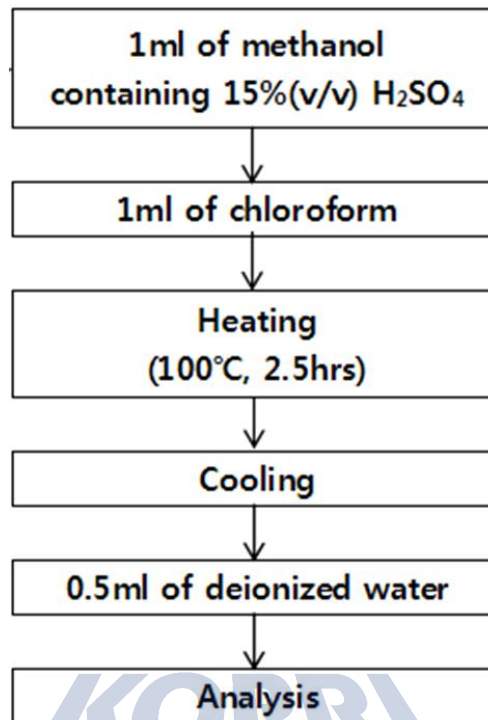 1ml of methanol
containing 15%(v/v) H₂SO₄
1ml of chloroform
Heating
(100℃, 2.5hrs)
Cooling
0.5ml of deionized water
Analysis
KOPRI